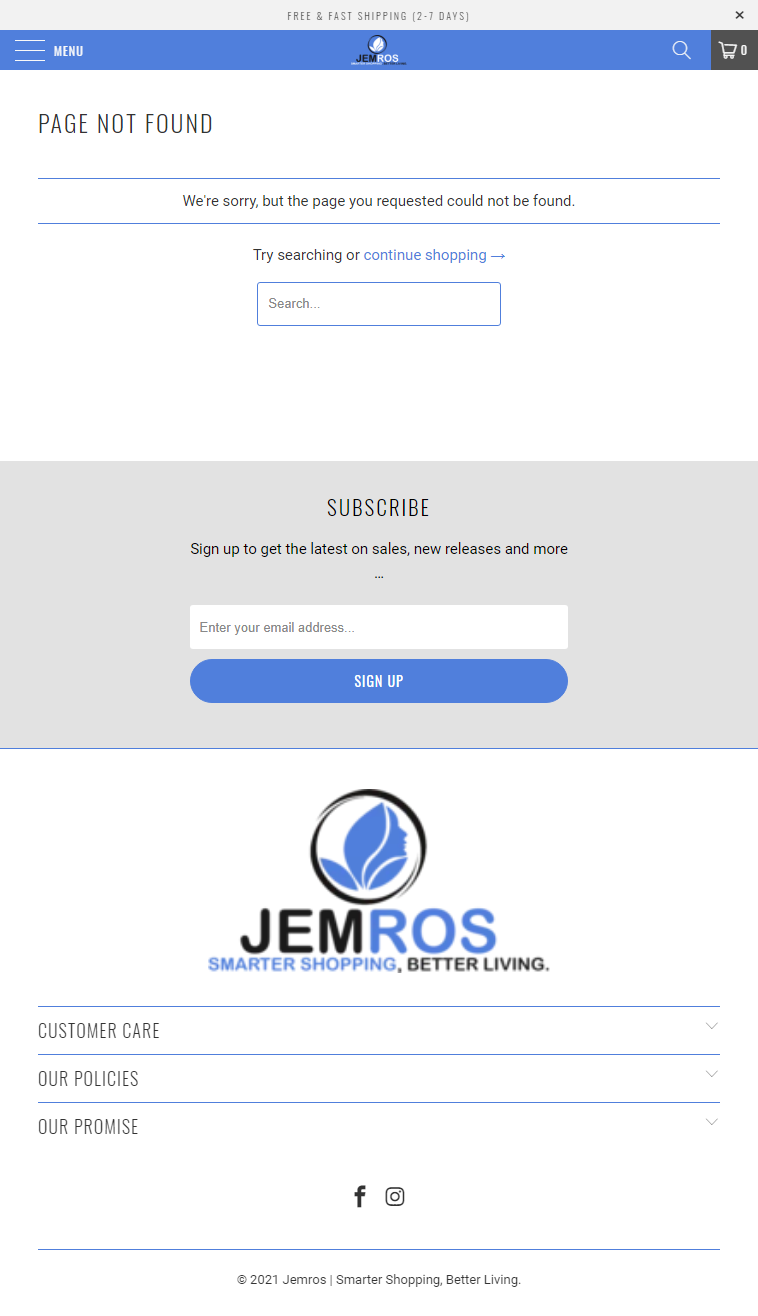 FREE & FAST SHIPPING (2-7 DAYS)
MENU
JEMROS
0
PAGE NOT FOUND
We're sorry, but the page you requested could not be found.
Try searching or continue shopping →
Search...
SUBSCRIBE
Sign up to get the latest on sales, new releases and more
...
Enter your email address...
SIGN UP
JEMROS
SMARTER SHOPPING, BETTER LIVING.
CUSTOMER CARE
OUR POLICIES
OUR PROMISE
© 2021 Jemros | Smarter Shopping, Better Living.